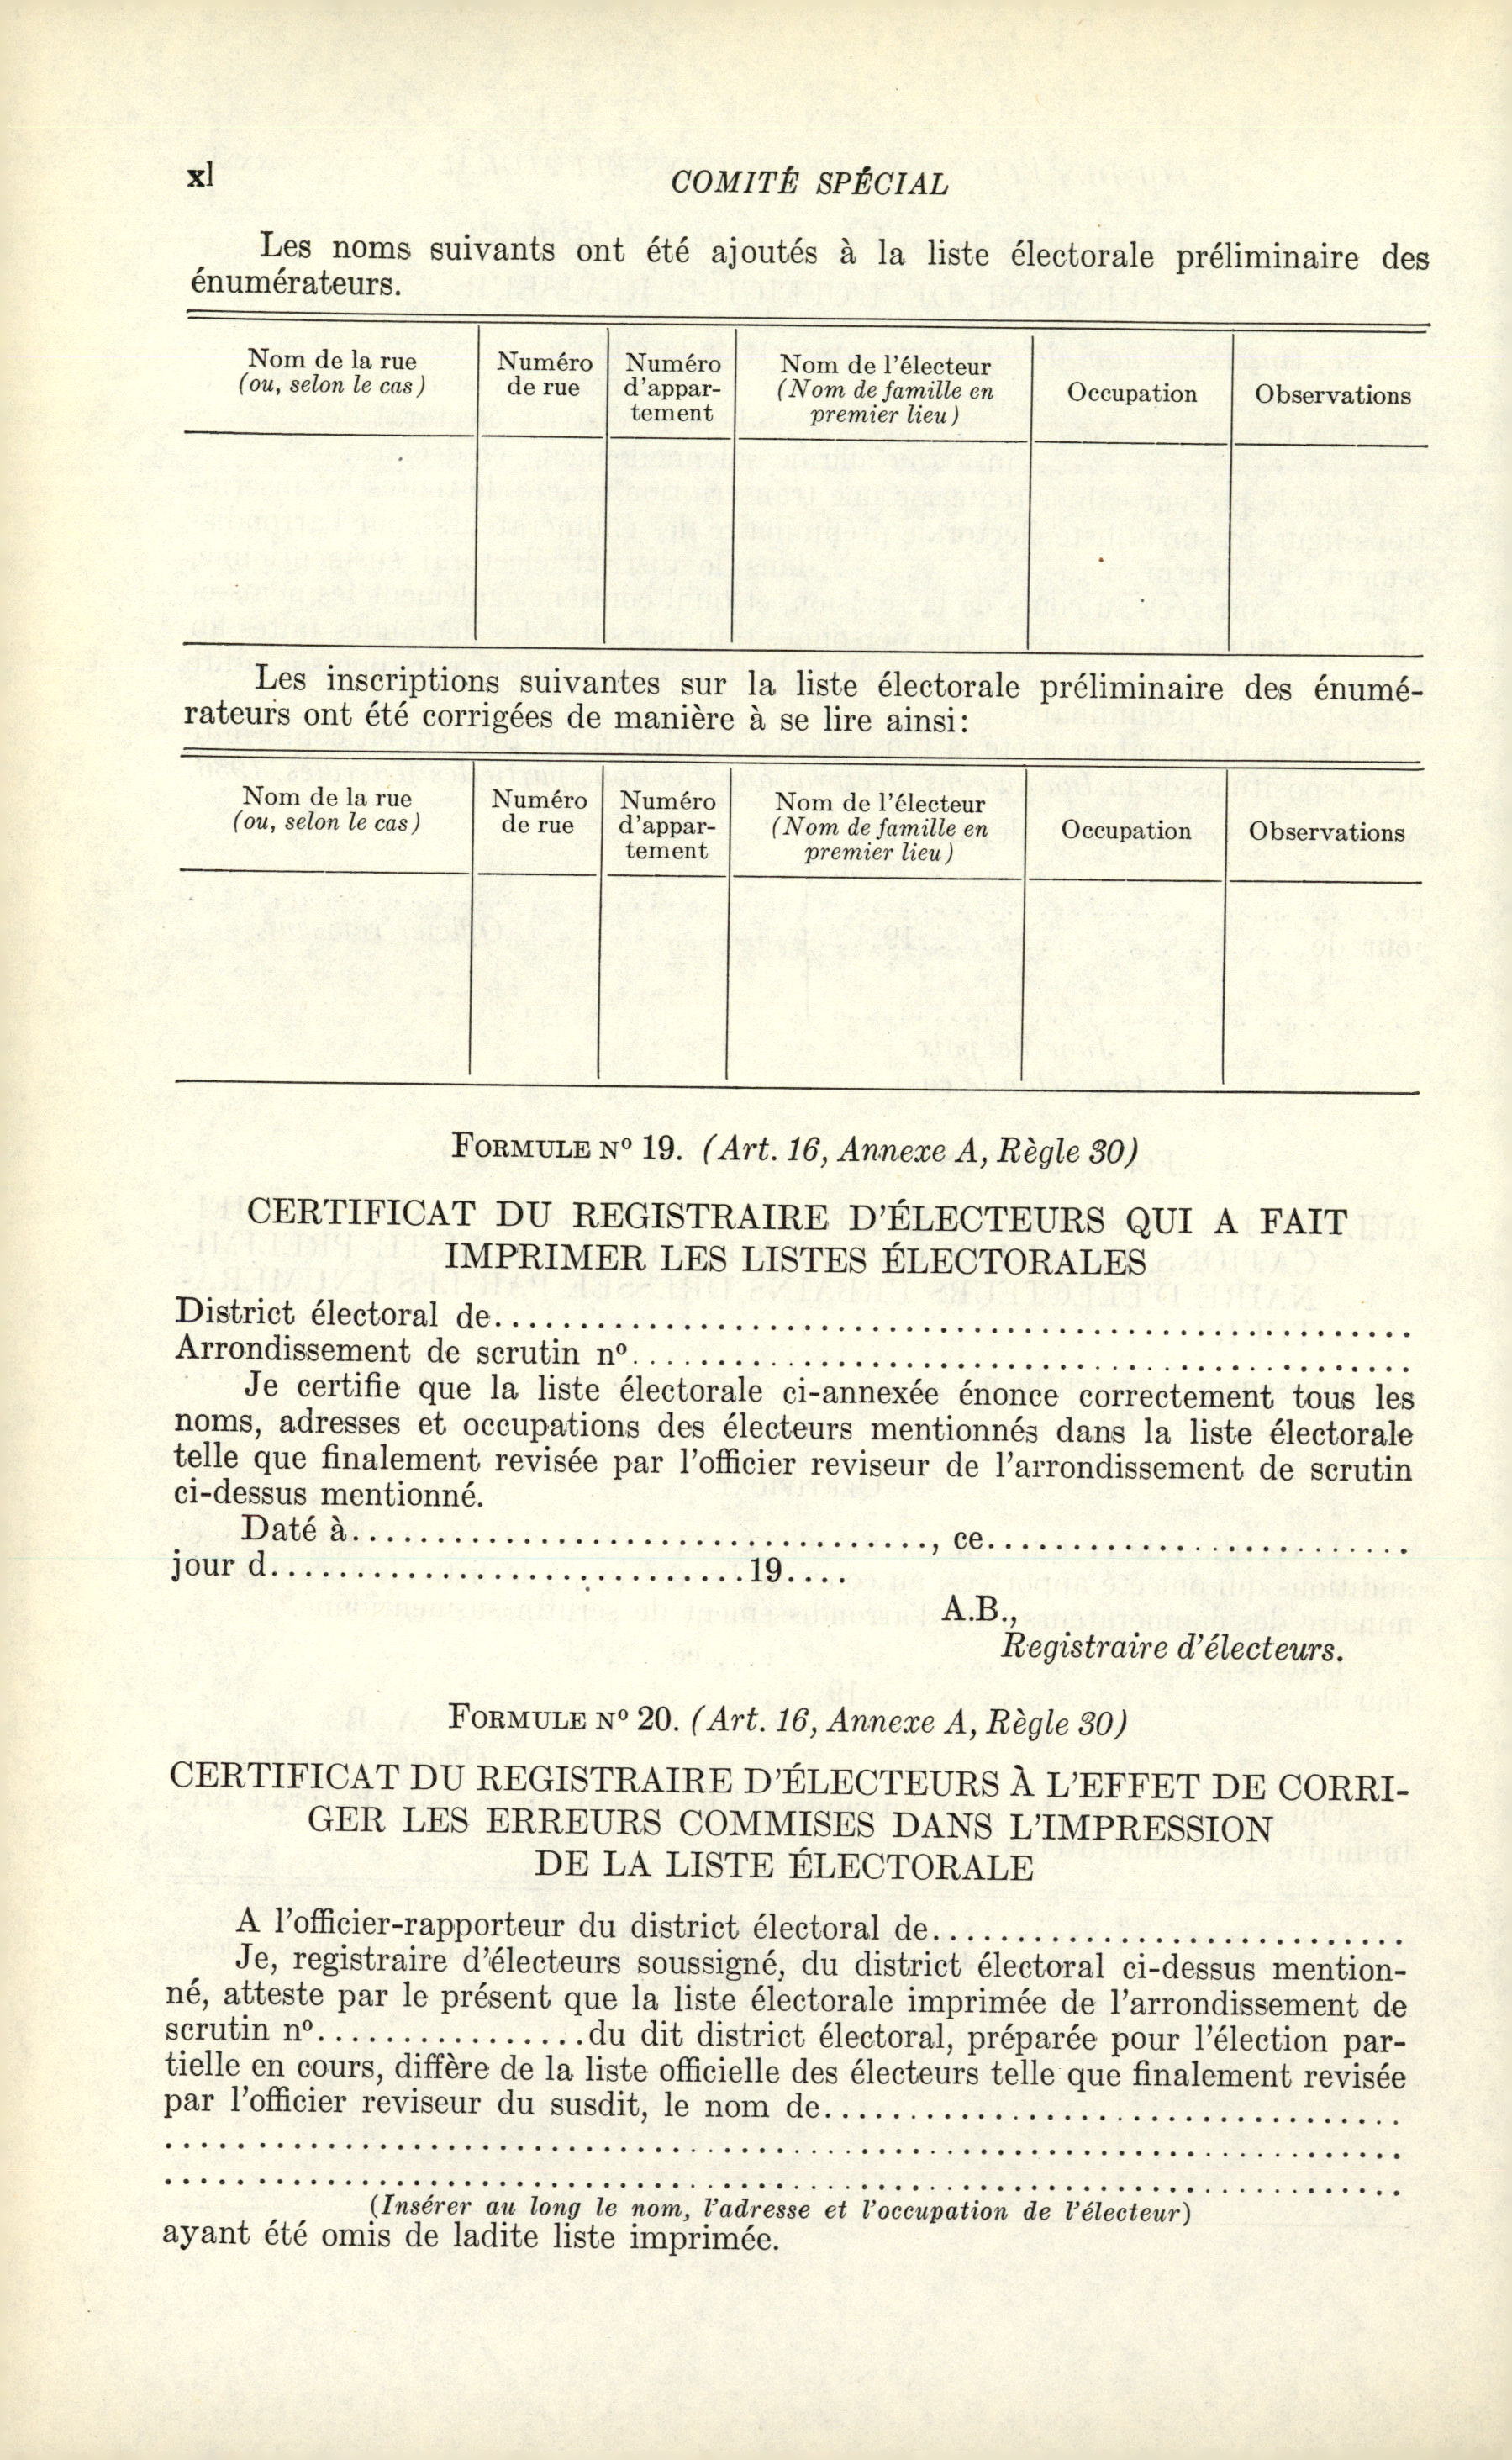 xl
COMITÉ SPÉCIAL
Les noms suivants ont été ajoutés à la liste électorale préliminaire des
énumérateurs.
Nom de la rue
(ou, selon le cas)
Numéro
de rue
Numéro
d'appar-
tement
Nom de l'électeur
(Nom de famille en
premier lieu)
Occupation
Observations
Les inscriptions suivantes sur la liste électorale préliminaire des énumé-
rateurs ont été corrigées de manière à se lire ainsi:
Nom de la rue
(ou, selon le cas)
Numéro
de rue
Numéro
d'appar-
tement
Nom de l'électeur
(Nom de famille en
premier lieu)
Occupation
Observations
FORMULE Nº 19. (Art. 16, Annexe A, Règle 30)
CERTIFICAT DU REGISTRAIRE D'ÉLECTEURS QUI A FAIT
IMPRIMER LES LISTES ÉLECTORALES
District électoral de..............................................................
Arrondissement de scrutin nº....................................................
Je certifie que la liste électorale ci-annexée énonce correctement tous les
noms, adresses et occupations des électeurs mentionnés dans la liste électorale
telle que finalement revisée par l'officier reviseur de l'arrondissement de scrutin
ci-dessus mentionné.
Daté à......................................, ce............................
jour d................................19....
A.B.,
Registraire d'électeurs.
FORMULE Nº 20. (Art. 16, Annexe A, Règle 30)
CERTIFICAT DU REGISTRAIRE D'ÉLECTEURS À L'EFFET DE CORRI-
GER LES ERREURS COMMISES DANS L'IMPRESSION
DE LA LISTE ÉLECTORALE
A l'officier-rapporteur du district électoral de................................
Je, registraire d'électeurs soussigné, du district électoral ci-dessus mention-
né, atteste par le présent que la liste électorale imprimée de l'arrondissement de
scrutin nº.................du dit district électoral, préparée pour l'élection par-
tielle en cours, diffère de la liste officielle des électeurs telle que finalement revisée
par l'officier reviseur du susdit, le nom de.......................................
................................................................................
................................................................................
(Insérer au long le nom, l'adresse et l'occupation de l'électeur)
ayant été omis de ladite liste imprimée.